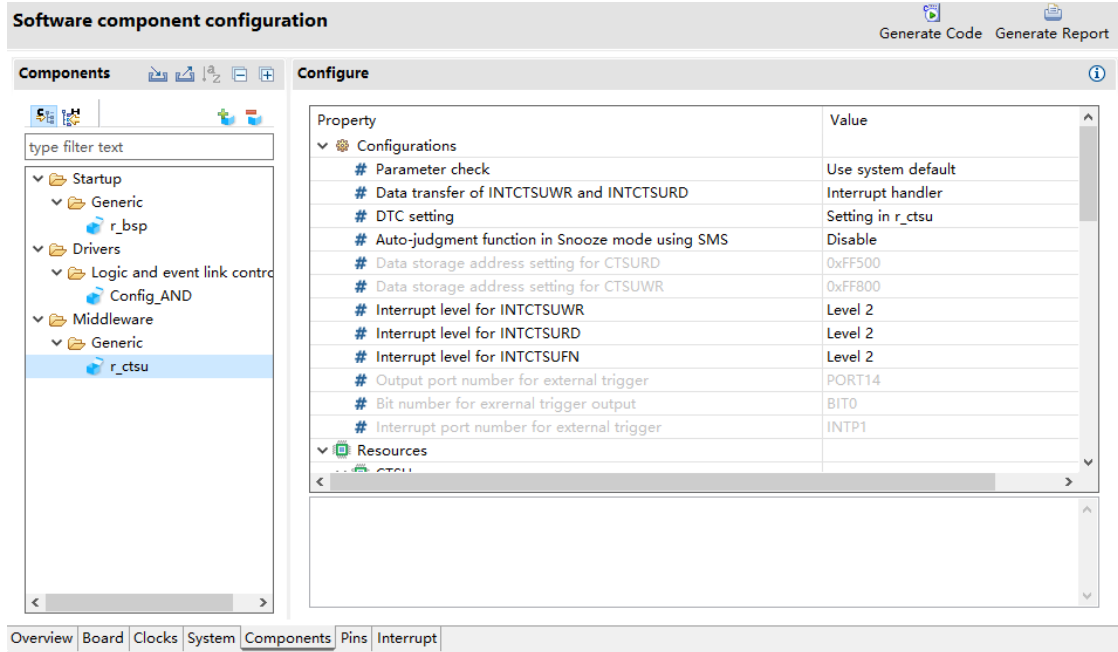 Software component configuration
Generate Code Generate Report
Components
Configure
type filter text
Startup
Generic
r_bsp
Drivers
Logic and event link contro
Config_AND
Middleware
Generic
r_ctsu
Property Value
Configurations
# Parameter check Use system default
# Data transfer of INTCTSUWR and INTCTSURD Interrupt handler
# DTC setting Setting in r_ctsu
# Auto-judgment function in Snooze mode using SMS Disable
# Data storage address setting for CTSURD 0xFF500
# Data storage address setting for CTSUWR 0xFF800
# Interrupt level for INTCTSUWR Level 2
# Interrupt level for INTCTSURD Level 2
# Interrupt level for INTCTSUFN Level 2
# Output port number for external trigger PORT14
# Bit number for exrernal trigger output BIT0
# Interrupt port number for external trigger INTP1
Resources
CTSU
Overview Board Clocks System Components Pins Interrupt